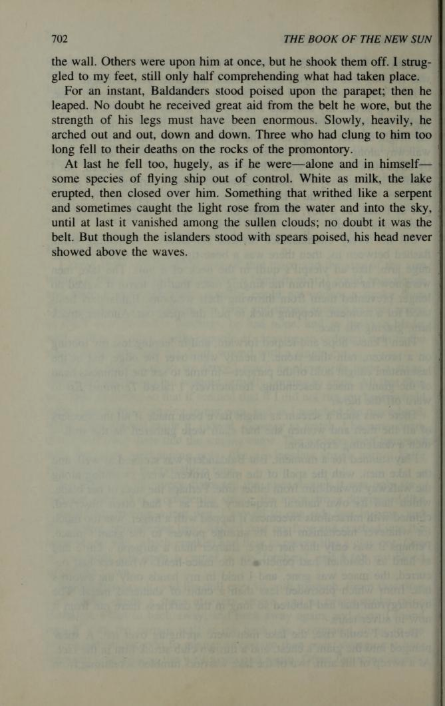 702 THE BOOK OF THE NEW SUN
the wall. Others were upon him at once, but he shook them off. I strug-
gled to my feet, still only half comprehending what had taken place.
For an instant, Baldanders stood poised upon the parapet; then he
leaped. No doubt he received great aid from the belt he wore, but the
strength of his legs must have been enormous. Slowly, heavily, he
arched out and out, down and down. Three who had clung to him too
long fell to their deaths on the rocks of the promontory.
At last he fell too, hugely, as if he were—alone and in himself—
some species of flying ship out of control. White as milk, the lake
erupted, then closed over him. Something that writhed like a serpent
and sometimes caught the light rose from the water and into the sky,
until at last it vanished among the sullen clouds; no doubt it was the
belt. But though the islanders stood with spears poised, his head never
showed above the waves.